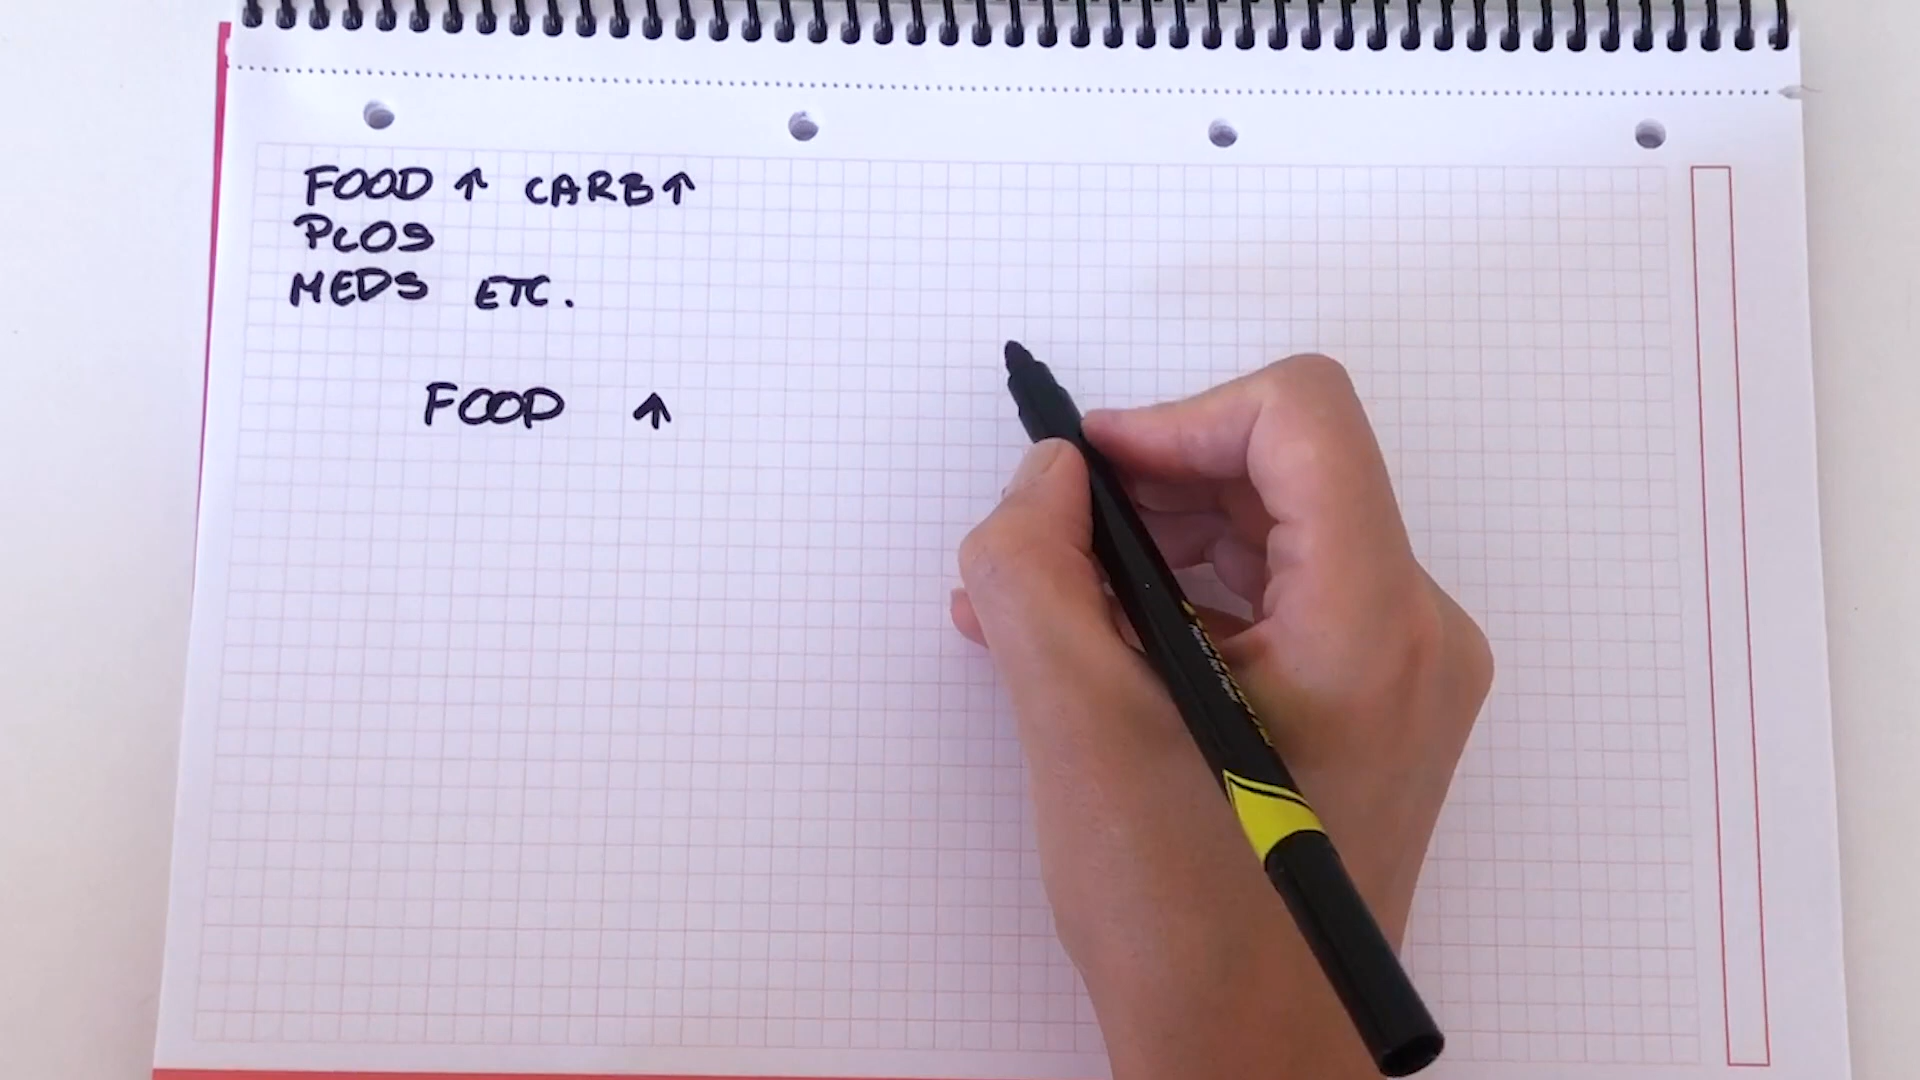 FOOD ↑ CARB ↑
PCOS
MEDS ETC.
FOOD ↑